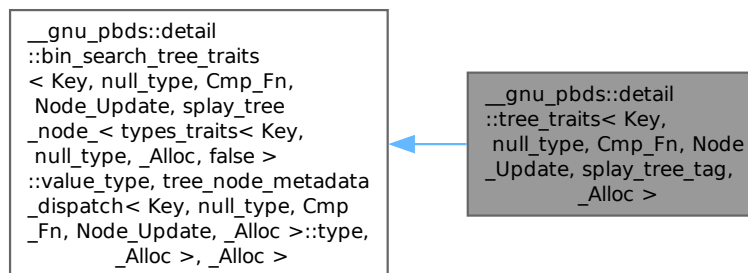 __gnu_pbds::detail
::bin_search_tree_traits
< Key, null_type, Cmp_Fn,
Node_Update, splay_tree
_node_< types_traits< Key,
null_type, _Alloc, false >
::value_type, tree_node_metadata
_dispatch< Key, null_type, Cmp
_Fn, Node_Update, _Alloc >::type,
_Alloc >, _Alloc >
__gnu_pbds::detail
::tree_traits< Key,
null_type, Cmp_Fn, Node
_Update, splay_tree_tag,
_Alloc >